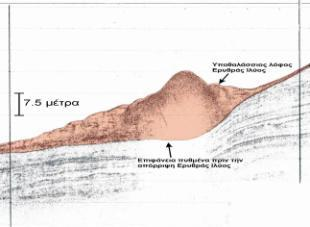 Υποθαλάσσιος λόφος
Ερυθράς Ιλύος
7.5 μέτρα
Επιφάνεια πυθμένα πριν την
απόρριψη Ερυθράς Ιλύος